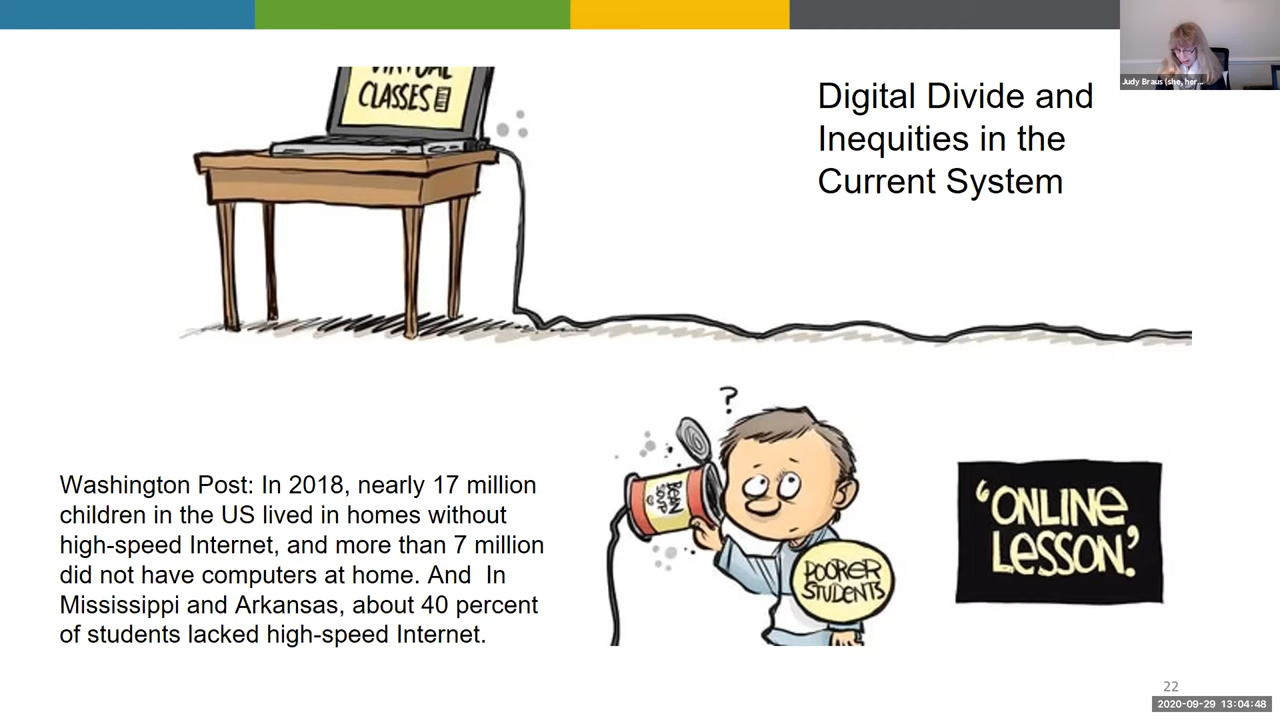 VIRTUAL
CLASSES
Digital Divide and
Inequities in the
Current System
Judy Braus (she, her...
?
BEAN
SOUP
POORER
STUDENTS
'ONLINE
LESSON.'
Washington Post: In 2018, nearly 17 million
children in the US lived in homes without
high-speed Internet, and more than 7 million
did not have computers at home. And  In
Mississippi and Arkansas, about 40 percent
of students lacked high-speed Internet.
22
2020-09-29 13:04:48